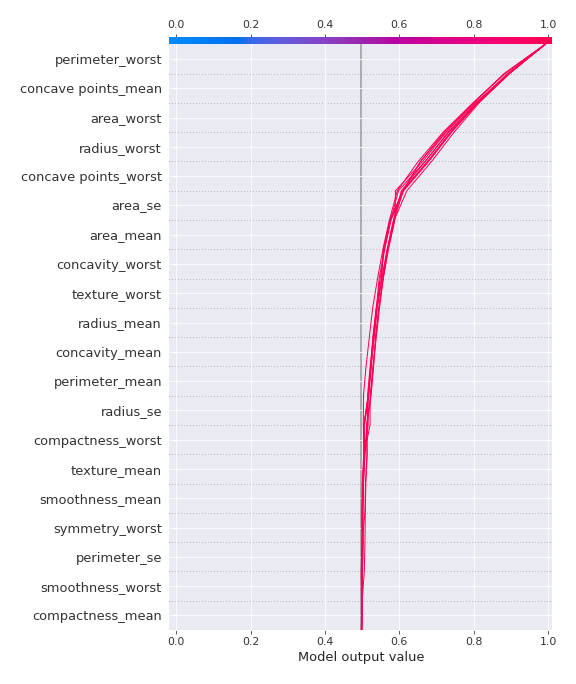 0.0 0.2 0.4 0.6 0.8 1.0
perimeter_worst
concave points_mean
area_worst
radius_worst
concave points_worst
area_se
area_mean
concavity_worst
texture_worst
radius_mean
concavity_mean
perimeter_mean
radius_se
compactness_worst
texture_mean
smoothness_mean
symmetry_worst
perimeter_se
smoothness_worst
compactness_mean
0.0 0.2 0.4 0.6 0.8 1.0
Model output value